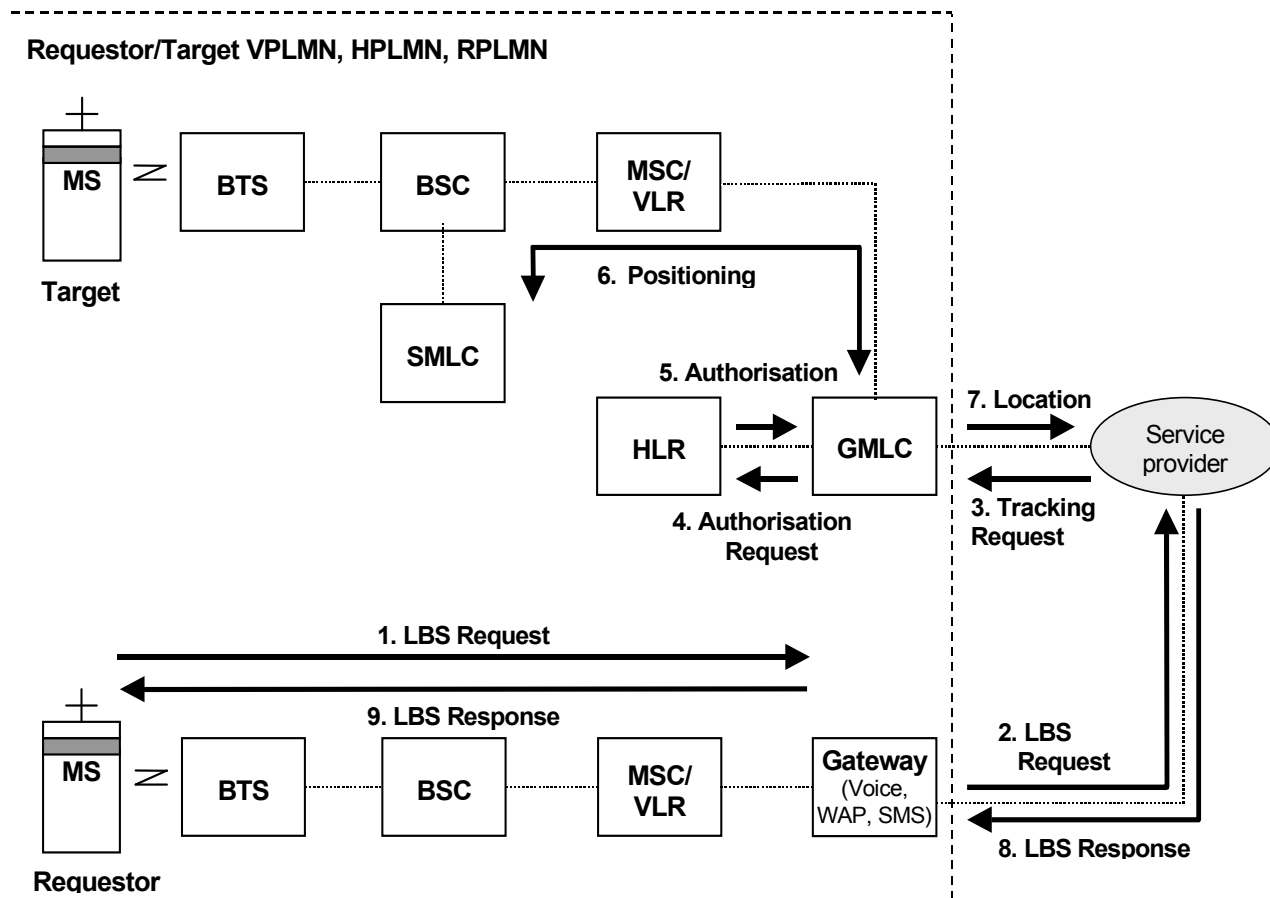 Requestor/Target VPLMN, HPLMN, RPLMN
MS
BTS
BSC
MSC/
VLR
Target
6. Positioning
SMLC
5. Authorisation
7. Location
HLR
GMLC
Service
provider
4. Authorisation
Request
3. Tracking
Request
1. LBS Request
9. LBS Response
MS
BTS
BSC
MSC/
VLR
Gateway
(Voice,
WAP, SMS)
2. LBS
Request
8. LBS Response
Requestor